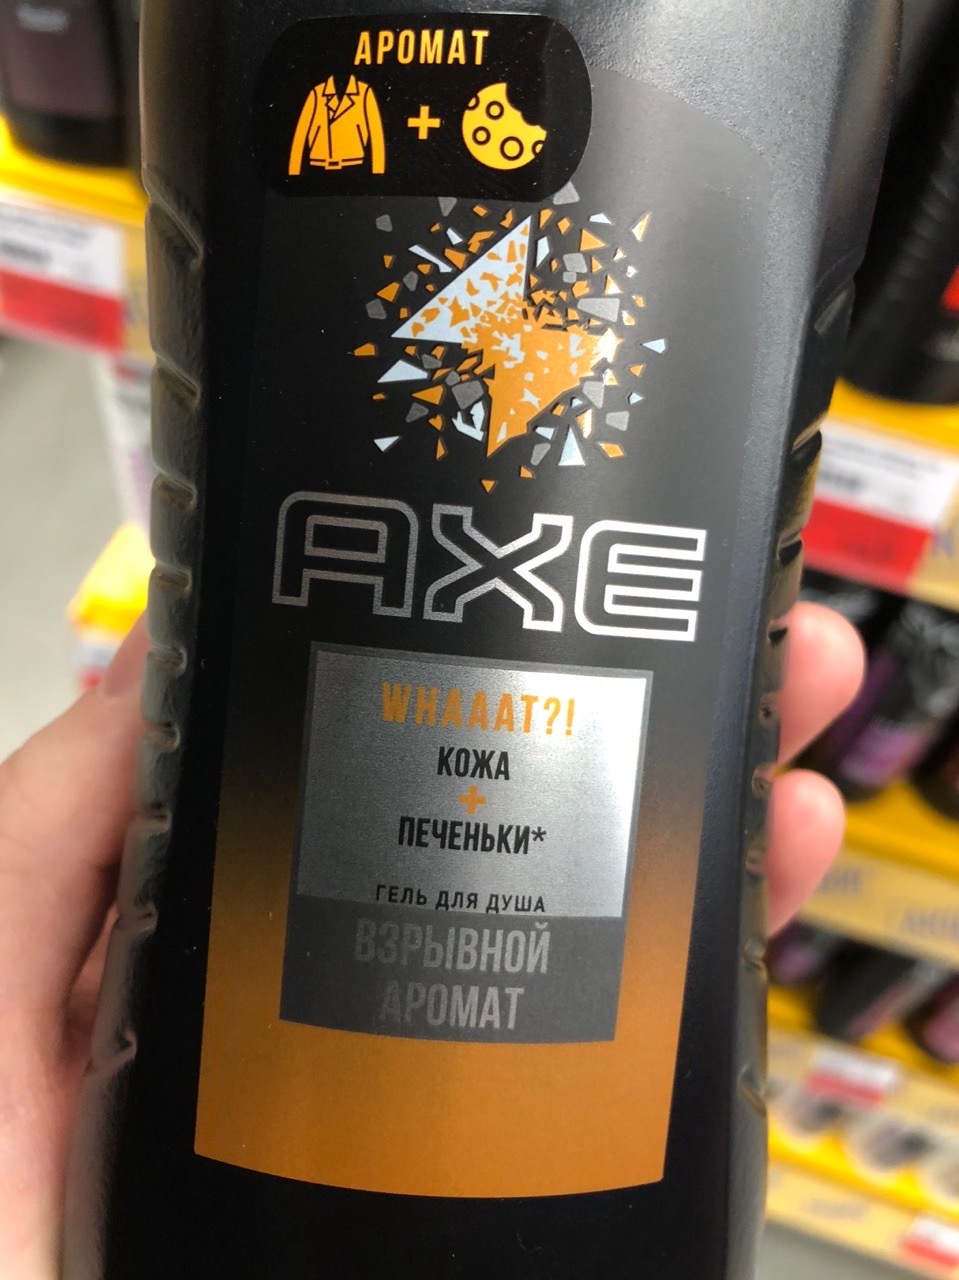 АРОМАТ
+
AXE
WHAAAT?!
КОЖА
+
ПЕЧЕНЬКИ*
ГЕЛЬ ДЛЯ ДУША
ВЗРЫВНОЙ
АРОМАТ